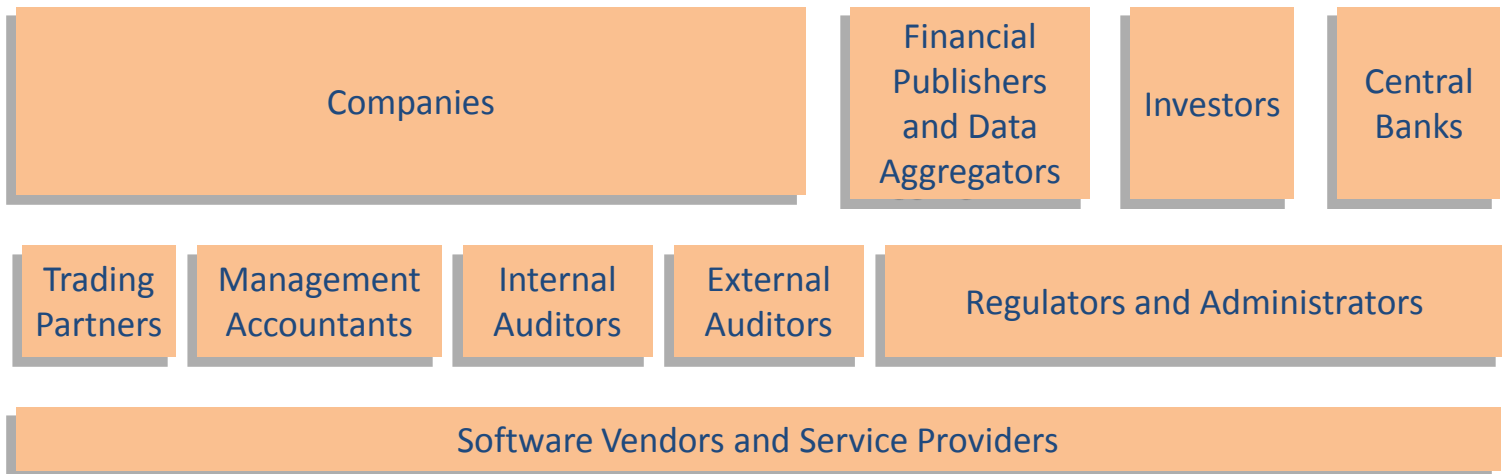 Companies
Financial
Publishers
and Data
Aggregators
Investors
Central
Banks
Trading
Partners
Management
Accountants
Internal
Auditors
External
Auditors
Regulators and Administrators
Software Vendors and Service Providers